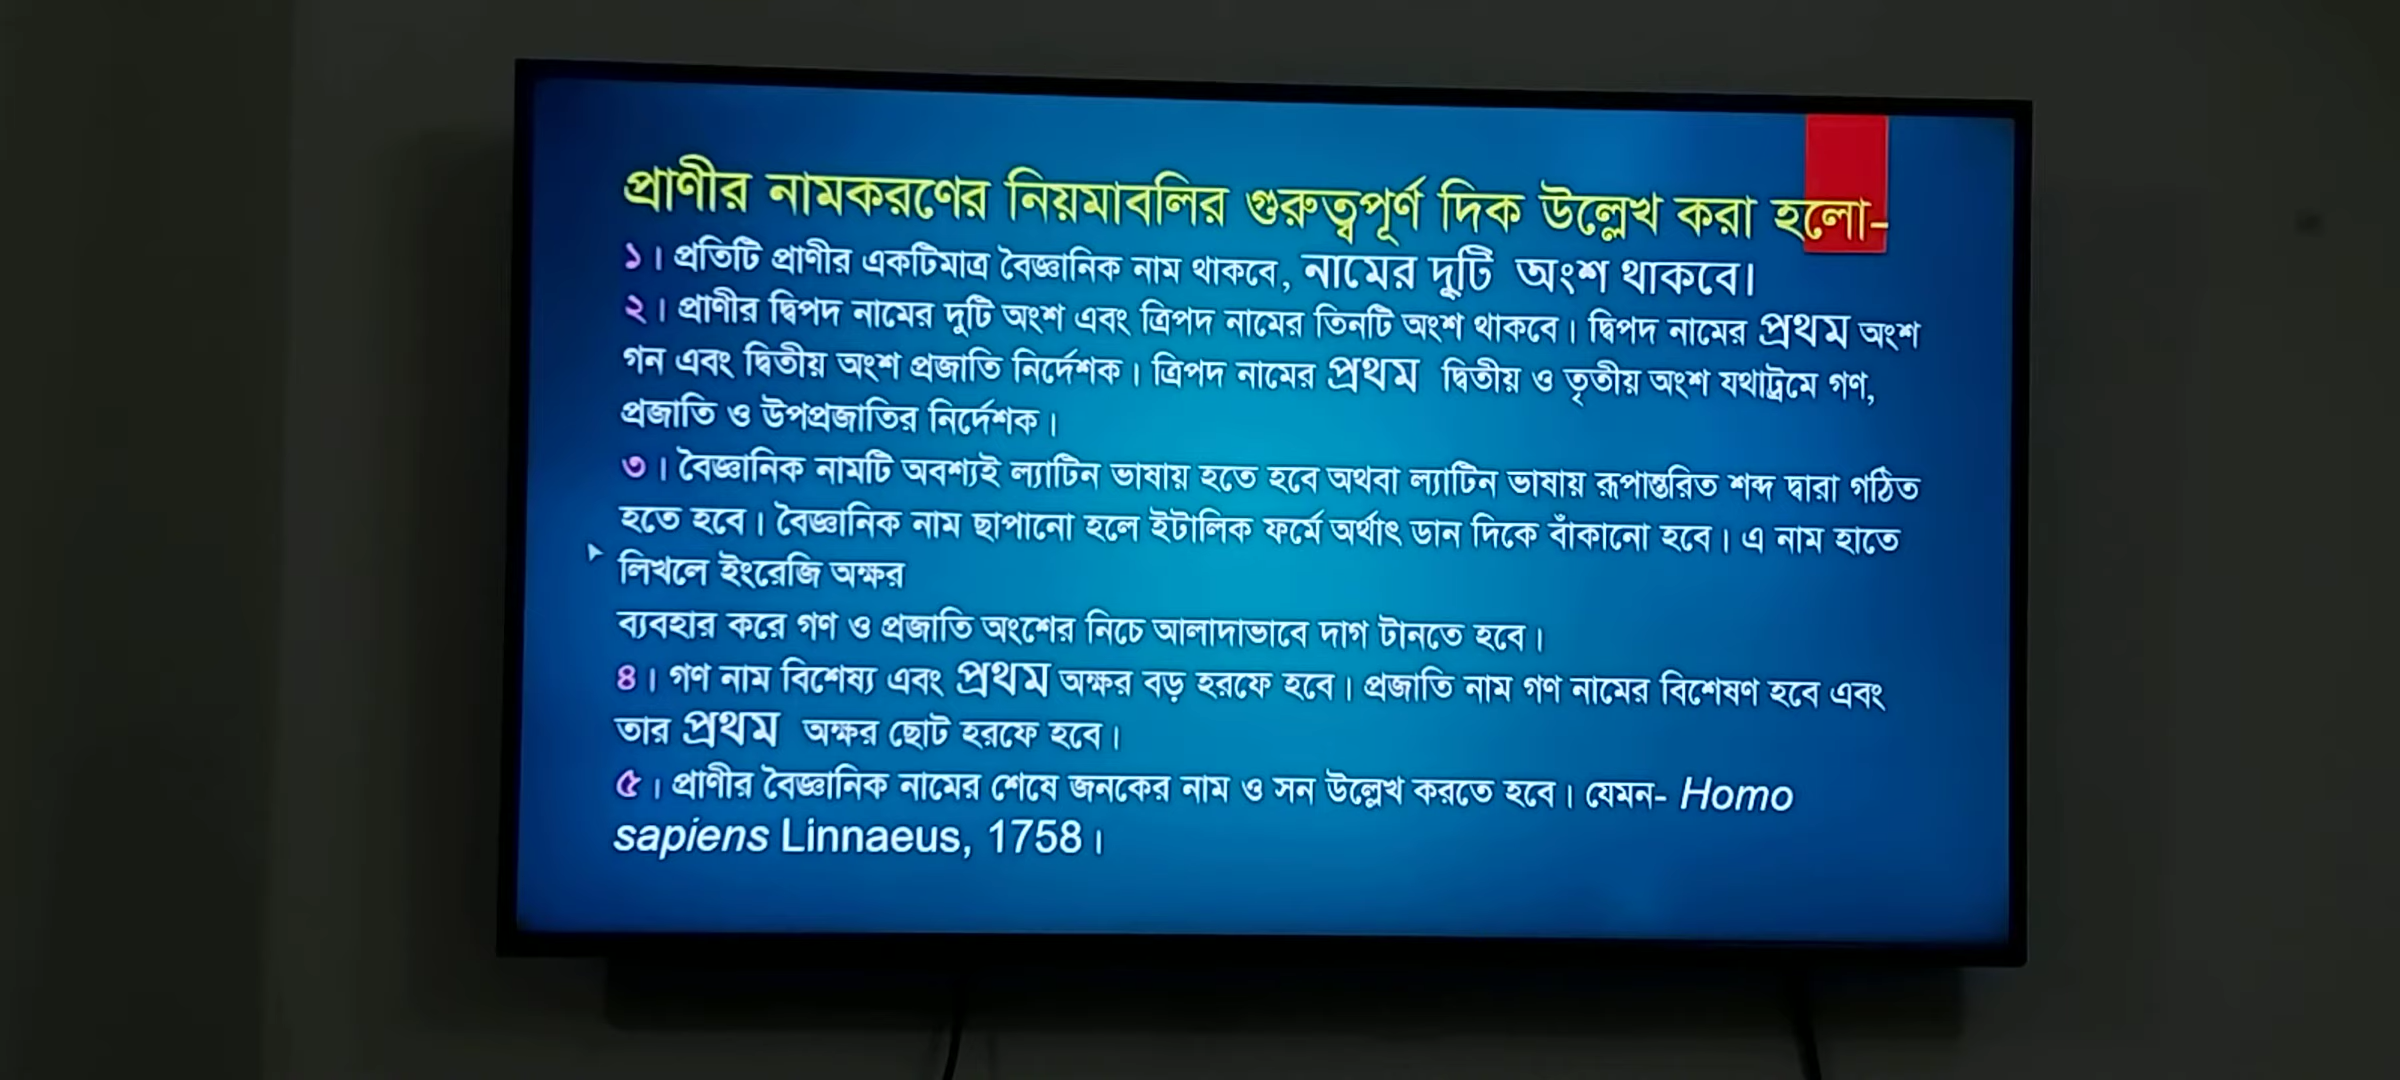 প্রাণীর নামকরণের নিয়মাবলির গুরুত্বপূর্ণ দিক উল্লেখ করা হলো-
১। প্রতিটি প্রাণীর একটিমাত্র বৈজ্ঞানিক নাম থাকবে, নামের দুটি অংশ থাকবে।
২। প্রাণীর দ্বিপদ নামের দুটি অংশ এবং ত্রিপদ নামের তিনটি অংশ থাকবে। দ্বিপদ নামের প্রথম অংশ
গন এবং দ্বিতীয় অংশ প্রজাতি নির্দেশক। ত্রিপদ নামের প্রথম দ্বিতীয় ও তৃতীয় অংশ যথাট্রমে গণ,
প্রজাতি ও উপপ্রজাতির নির্দেশক।
৩। বৈজ্ঞানিক নামটি অবশ্যই ল্যাটিন ভাষায় হতে হবে অথবা ল্যাটিন ভাষায় রূপান্তরিত শব্দ দ্বারা গঠিত
হতে হবে। বৈজ্ঞানিক নাম ছাপানো হলে ইটালিক ফর্মে অর্থাৎ ডান দিকে বাঁকানো হবে। এ নাম হাতে
লিখলে ইংরেজি অক্ষর
ব্যবহার করে গণ ও প্রজাতি অংশের নিচে আলাদাভাবে দাগ টানতে হবে।
৪। গণ নাম বিশেষ্য এবং প্রথম অক্ষর বড় হরফে হবে। প্রজাতি নাম গণ নামের বিশেষণ হবে এবং
তার প্রথম অক্ষর ছোট হরফে হবে।
৫। প্রাণীর বৈজ্ঞানিক নামের শেষে জনকের নাম ও সন উল্লেখ করতে হবে। যেমন- Homo
sapiens Linnaeus, 1758।